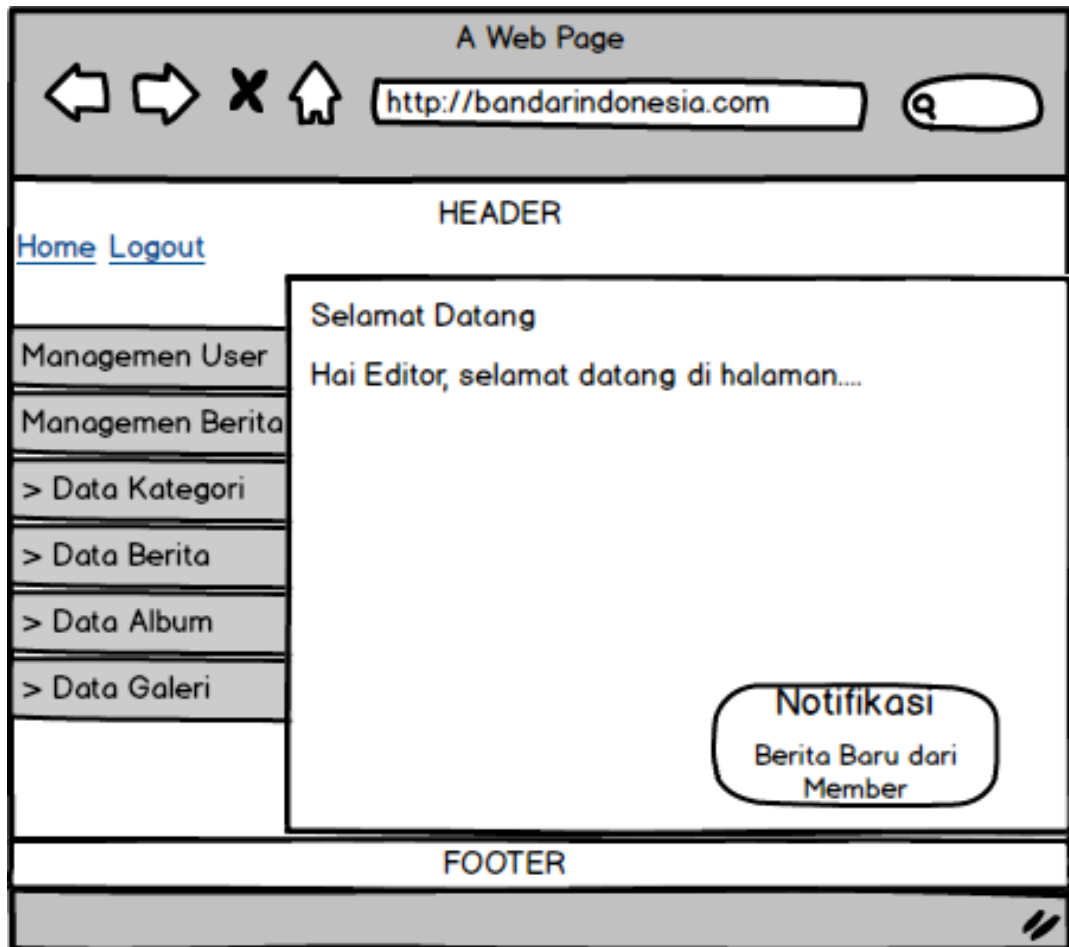 A Web Page
http://bandarindonesia.com
HEADER
Home Logout
Selamat Datang
Hai Editor, selamat datang di halaman....
Managemen User
Managemen Berita
> Data Kategori
> Data Berita
> Data Album
> Data Galeri
Notifikasi
Berita Baru dari
Member
FOOTER